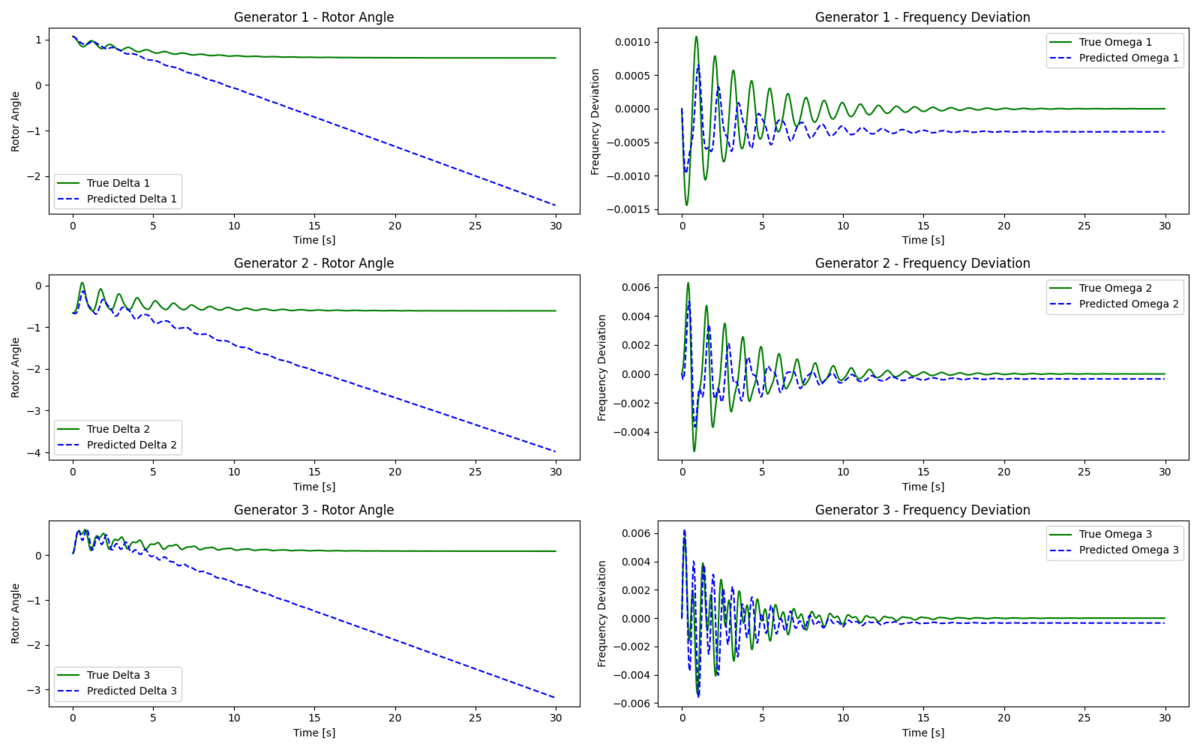 Generator 1 - Rotor Angle
1
0
−1
−2
Rotor Angle
True Delta 1
Predicted Delta 1
0 5 10 15 20 25 30
Time [s]
Generator 1 - Frequency Deviation
0.0010
0.0005
0.0000
−0.0005
−0.0010
−0.0015
Frequency Deviation
True Omega 1
Predicted Omega 1
0 5 10 15 20 25 30
Time [s]
Generator 2 - Rotor Angle
0
−1
−2
−3
−4
Rotor Angle
True Delta 2
Predicted Delta 2
0 5 10 15 20 25 30
Time [s]
Generator 2 - Frequency Deviation
0.006
0.004
0.002
0.000
−0.002
−0.004
Frequency Deviation
True Omega 2
Predicted Omega 2
0 5 10 15 20 25 30
Time [s]
Generator 3 - Rotor Angle
0
−1
−2
−3
Rotor Angle
True Delta 3
Predicted Delta 3
0 5 10 15 20 25 30
Time [s]
Generator 3 - Frequency Deviation
0.006
0.004
0.002
0.000
−0.002
−0.004
−0.006
Frequency Deviation
True Omega 3
Predicted Omega 3
0 5 10 15 20 25 30
Time [s]